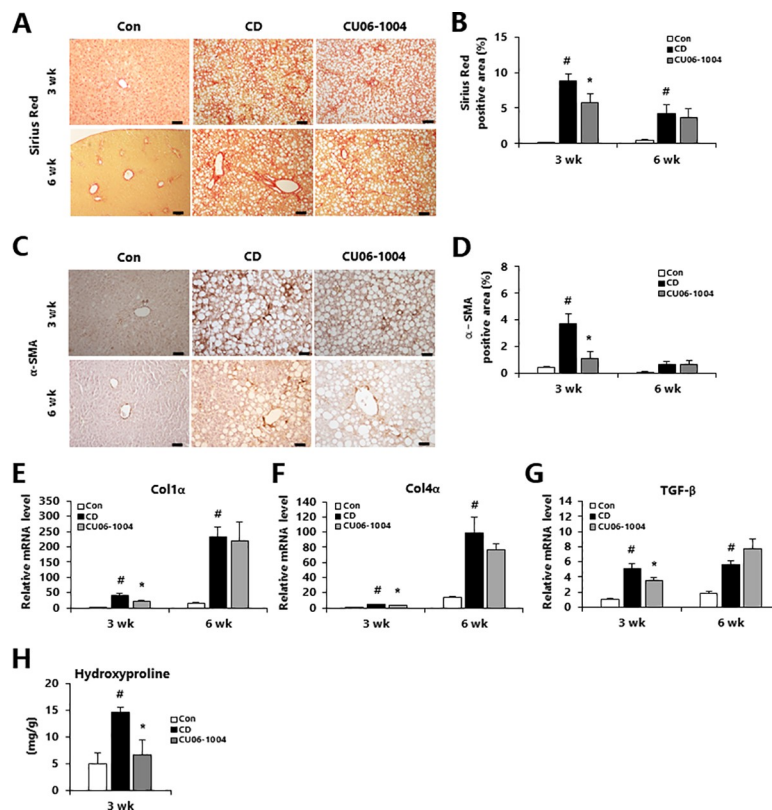 A
Con
CD
CU06-1004
Sirius Red
3 wk
6 wk
B
Sirius Red
positive area (%)
15
10
5
0
Con
CD
CU06-1004
#
*
#
3 wk
6 wk
C
Con
CD
CU06-1004
α-SMA
3 wk
6 wk
D
α - SMA
positive area (%)
8
6
4
2
0
Con
CD
CU06-1004
#
*
3 wk
6 wk
E
Col1α
Relative mRNA level
350
300
250
200
150
100
50
0
Con
CD
CU06-1004
#
*
#
3 wk
6 wk
F
Col4α
Relative mRNA level
140
120
100
80
60
40
20
0
Con
CD
CU06-1004
#
*
#
3 wk
6 wk
G
TGF-β
Relative mRNA level
14
12
10
8
6
4
2
0
Con
CD
CU06-1004
#
*
#
3 wk
6 wk
H
Hydroxyproline
(mg/g)
20
15
10
5
0
Con
CD
CU06-1004
#
*
3 wk